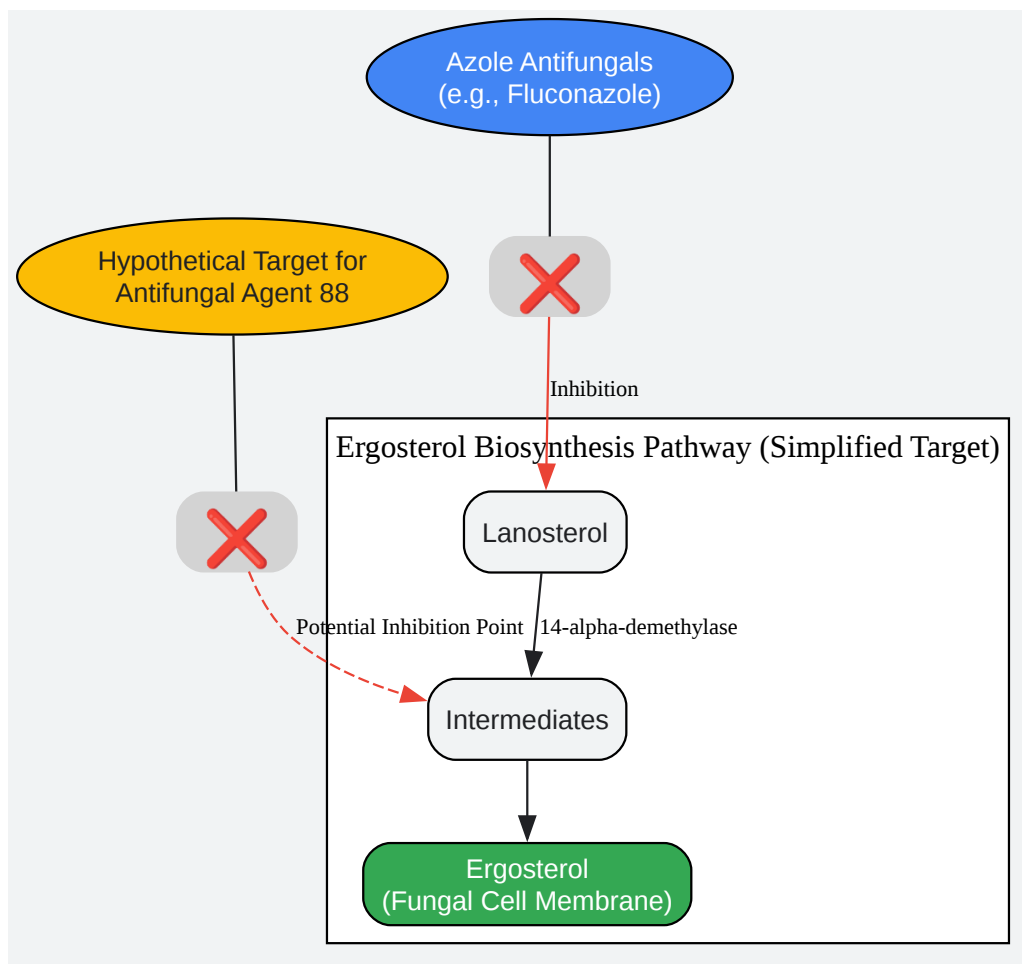 Azole Antifungals
(e.g., Fluconazole)
Hypothetical Target for
Antifungal Agent 88
Inhibition
Ergosterol Biosynthesis Pathway (Simplified Target)
Lanosterol
Potential Inhibition Point
14-alpha-demethylase
Intermediates
Ergosterol
(Fungal Cell Membrane)